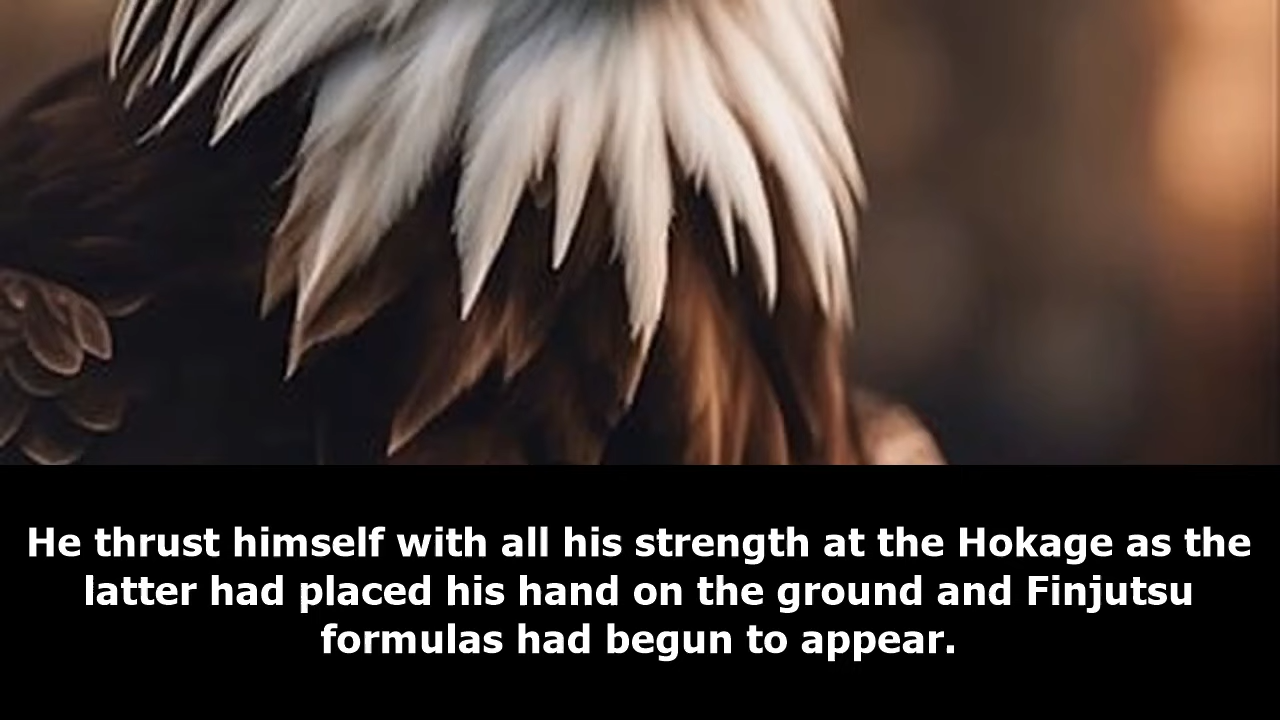 He thrust himself with all his strength at the Hokage as the
latter had placed his hand on the ground and Finjutsu
formulas had begun to appear.